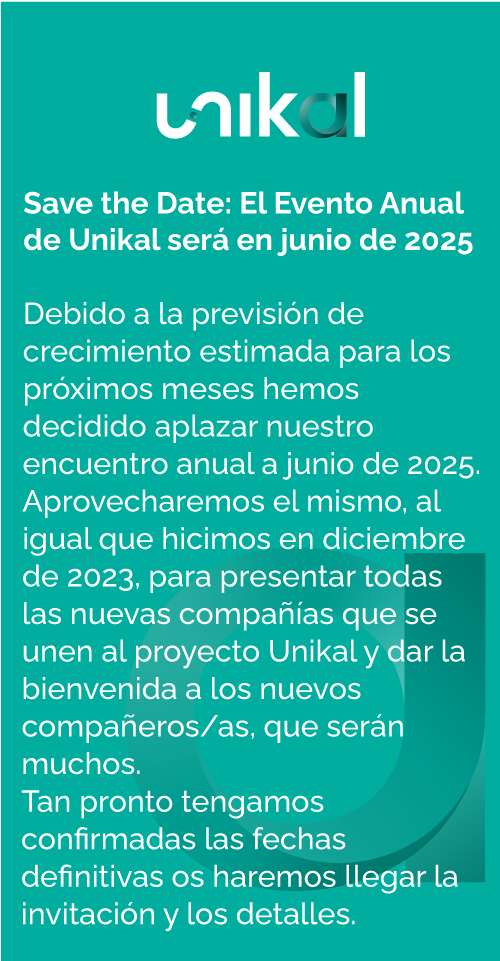 unikal
Save the Date: El Evento Anual
de Unikal será en junio de 2025
Debido a la previsión de
crecimiento estimada para los
próximos meses hemos
decidido aplazar nuestro
encuentro anual a junio de 2025.
Aprovecharemos el mismo, al
igual que hicimos en diciembre
de 2023, para presentar todas
las nuevas compañías que se
unen al proyecto Unikal y dar la
bienvenida a los nuevos
compañeros/as, que serán
muchos.
Tan pronto tengamos
confirmadas las fechas
definitivas os haremos llegar la
invitación y los detalles.